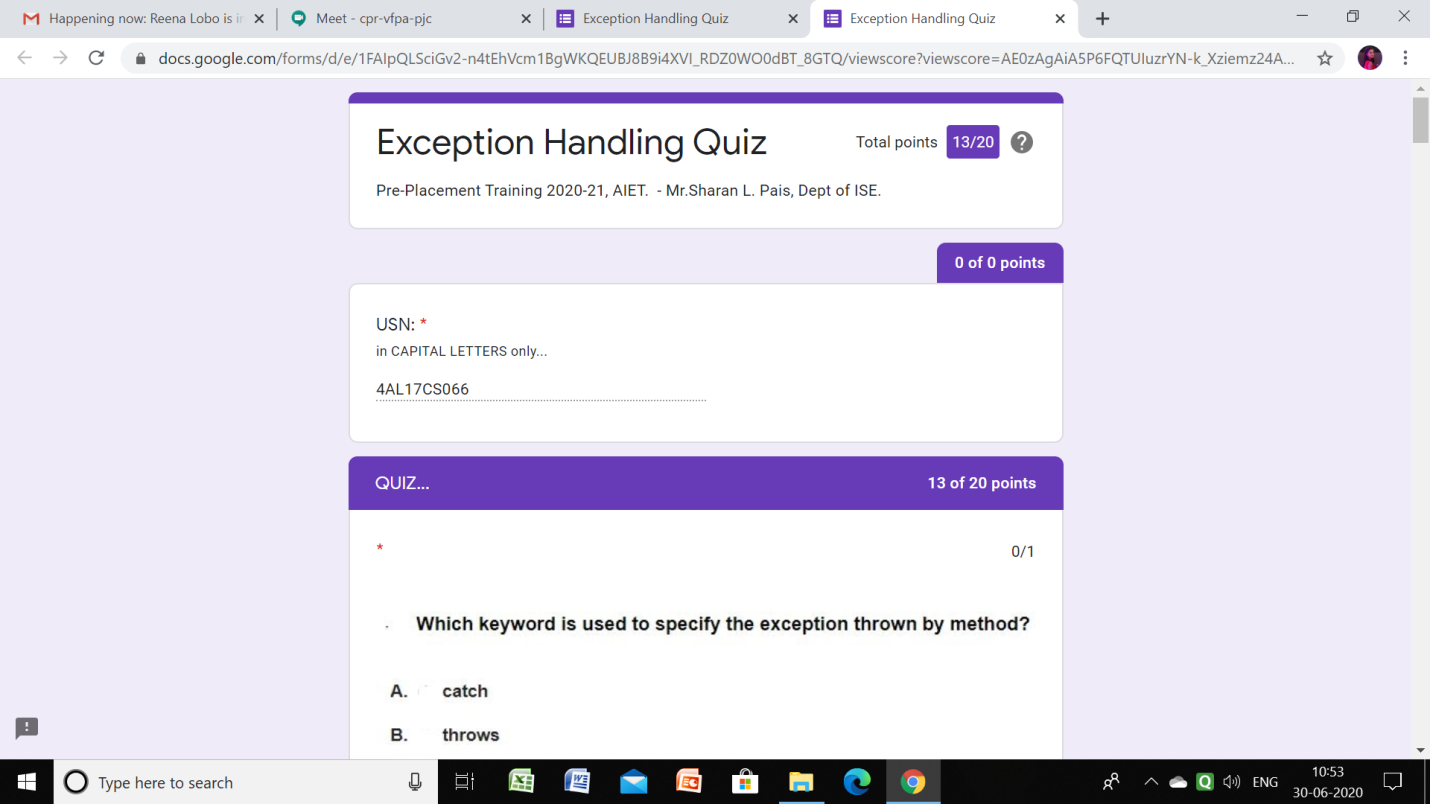 Happening now: Reena Lobo is in
Meet - cpr-vfpa-pjc
Exception Handling Quiz
Exception Handling Quiz
docs.google.com/forms/d/e/1FAIpQLSciGv2-n4tEhVcm1BgWKQEUBJ8B9i4XVI_RDZ0WO0dBT_8GTQ/viewscore?viewscore=AE0zAgAiA5P6FQTUIuzrYN-k_Xziemz24A...
Exception Handling Quiz
Total points 13/20
Pre-Placement Training 2020-21, AIET.  - Mr.Sharan L. Pais, Dept of ISE.
0 of 0 points
USN: *
in CAPITAL LETTERS only...
4AL17CS066
QUIZ...
13 of 20 points
*
0/1
Which keyword is used to specify the exception thrown by method?
A. catch
B. throws
Type here to search
ENG
10:53
30-06-2020